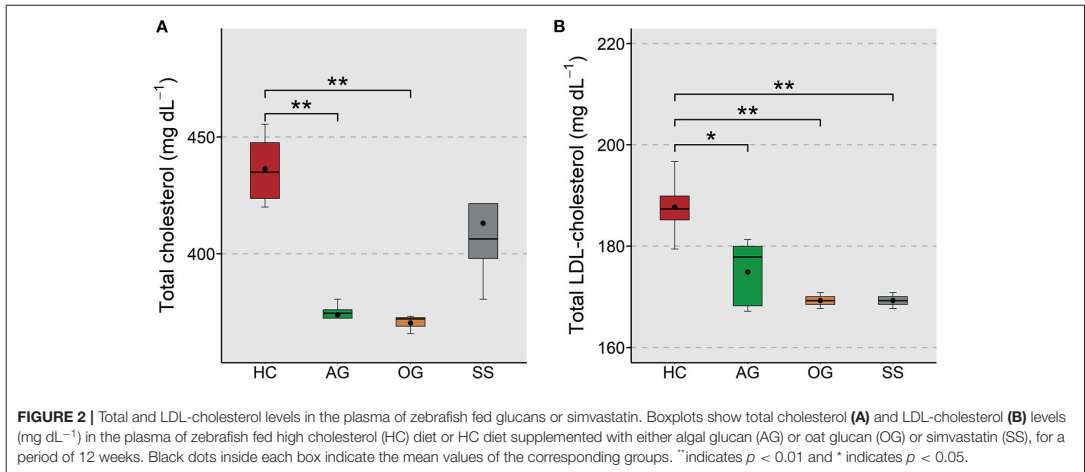 A
Total cholesterol (mg dL⁻¹)
450
400
**
**
HC AG OG SS
B
Total LDL-cholesterol (mg dL⁻¹)
220
200
180
160
**
**
*
HC AG OG SS
FIGURE 2 | Total and LDL-cholesterol levels in the plasma of zebrafish fed glucans or simvastatin. Boxplots show total cholesterol (A) and LDL-cholesterol (B) levels
(mg dL−1) in the plasma of zebrafish fed high cholesterol (HC) diet or HC diet supplemented with either algal glucan (AG) or oat glucan (OG) or simvastatin (SS), for a
period of 12 weeks. Black dots inside each box indicate the mean values of the corresponding groups. **indicates p < 0.01 and * indicates p < 0.05.